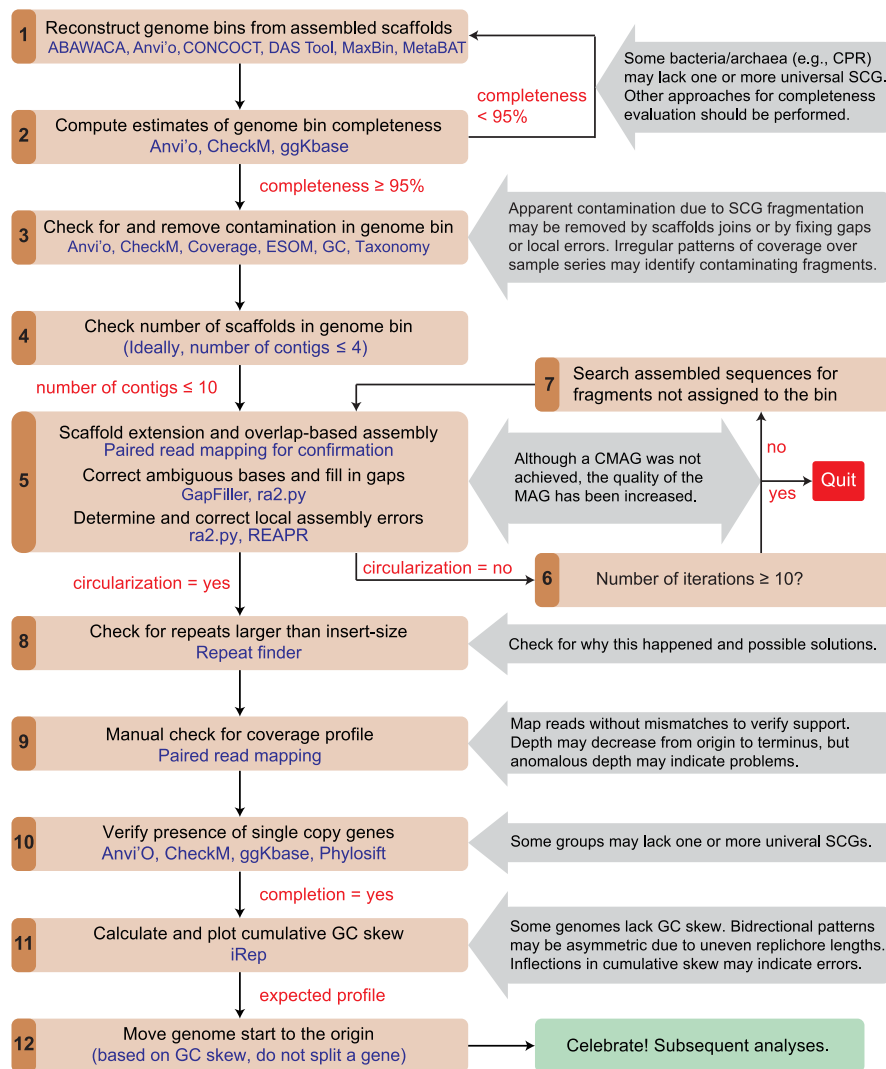 1
Reconstruct genome bins from assembled scaffolds
ABAWACA, Anvi'o, CONCOCT, DAS Tool, MaxBin, MetaBAT
completeness
< 95%
Some bacteria/archaea (e.g., CPR)
may lack one or more universal SCG.
Other approaches for completeness
evaluation should be performed.
2
Compute estimates of genome bin completeness
Anvi'o, CheckM, ggKbase
completeness ≥ 95%
3
Check for and remove contamination in genome bin
Anvi'o, CheckM, Coverage, ESOM, GC, Taxonomy
Apparent contamination due to SCG fragmentation
may be removed by scaffolds joins or by fixing gaps
or local errors. Irregular patterns of coverage over
sample series may identify contaminating fragments.
4
Check number of scaffolds in genome bin
(Ideally, number of contigs ≤ 4)
number of contigs ≤ 10
7
Search assembled sequences for
fragments not assigned to the bin
5
Scaffold extension and overlap-based assembly
Paired read mapping for confirmation
Correct ambiguous bases and fill in gaps
GapFiller, ra2.py
Determine and correct local assembly errors
ra2.py, REAPR
Although a CMAG was not
achieved, the quality of the
MAG has been increased.
no
yes
Quit
circularization = yes
circularization = no
6
Number of iterations ≥ 10?
8
Check for repeats larger than insert-size
Repeat finder
Check for why this happened and possible solutions.
9
Manual check for coverage profile
Paired read mapping
Map reads without mismatches to verify support.
Depth may decrease from origin to terminus, but
anomalous depth may indicate problems.
10
Verify presence of single copy genes
Anvi'O, CheckM, ggKbase, Phylosift
Some groups may lack one or more univeral SCGs.
completion = yes
11
Calculate and plot cumulative GC skew
iRep
Some genomes lack GC skew. Bidrectional patterns
may be asymmetric due to uneven replichore lengths.
Inflections in cumulative skew may indicate errors.
expected profile
12
Move genome start to the origin
(based on GC skew, do not split a gene)
Celebrate! Subsequent analyses.